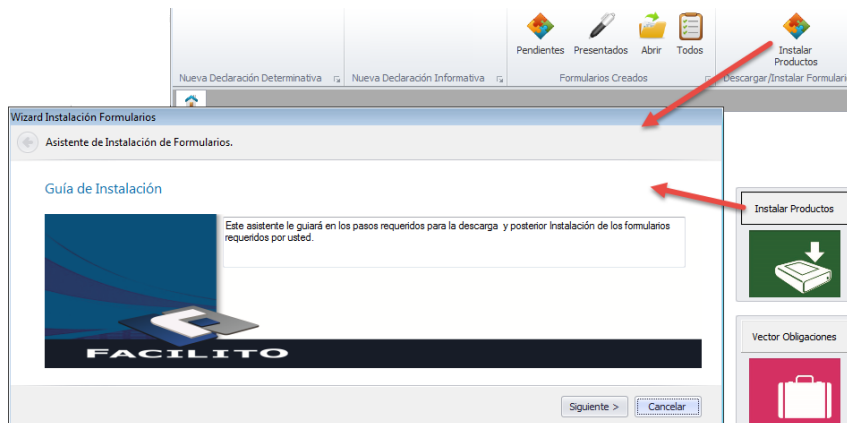 Pendientes Presentados Abrir Todos
Instalar
Productos
Nueva Declaración Determinativa Nueva Declaración Informativa Formularios Creados Descargar/Instalar Formulari
Wizard Instalación Formularios
Asistente de Instalación de Formularios.
Guía de Instalación
Este asistente le guiará en los pasos requeridos para la descarga y posterior Instalación de los formularios
requeridos por usted.
FACILITO
Siguiente > Cancelar
Instalar Productos
Vector Obligaciones